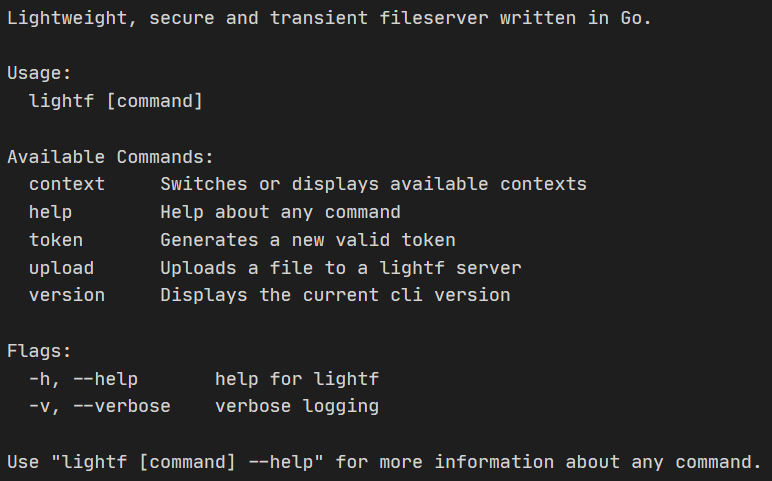 Lightweight, secure and transient fileserver written in Go.

Usage:
  lightf [command]

Available Commands:
  context     Switches or displays available contexts
  help        Help about any command
  token       Generates a new valid token
  upload      Uploads a file to a lightf server
  version     Displays the current cli version

Flags:
  -h, --help       help for lightf
  -v, --verbose    verbose logging

Use "lightf [command] --help" for more information about any command.